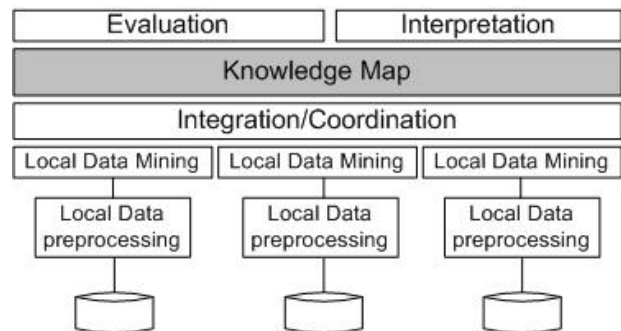 Evaluation
Interpretation
Knowledge Map
Integration/Coordination
Local Data Mining
Local Data Mining
Local Data Mining
Local Data
preprocessing
Local Data
preprocessing
Local Data
preprocessing